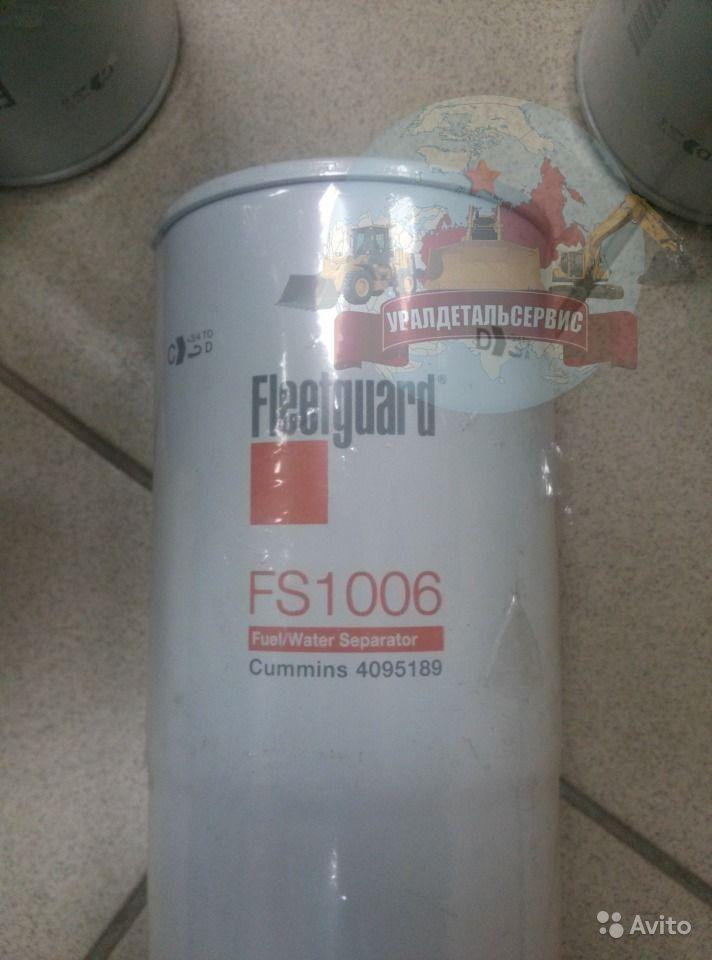 УРАЛДЕТАЛЬСЕРВИС
Fleetguard®
FS1006
Fuel/Water Separator
Cummins 4095189
Avito